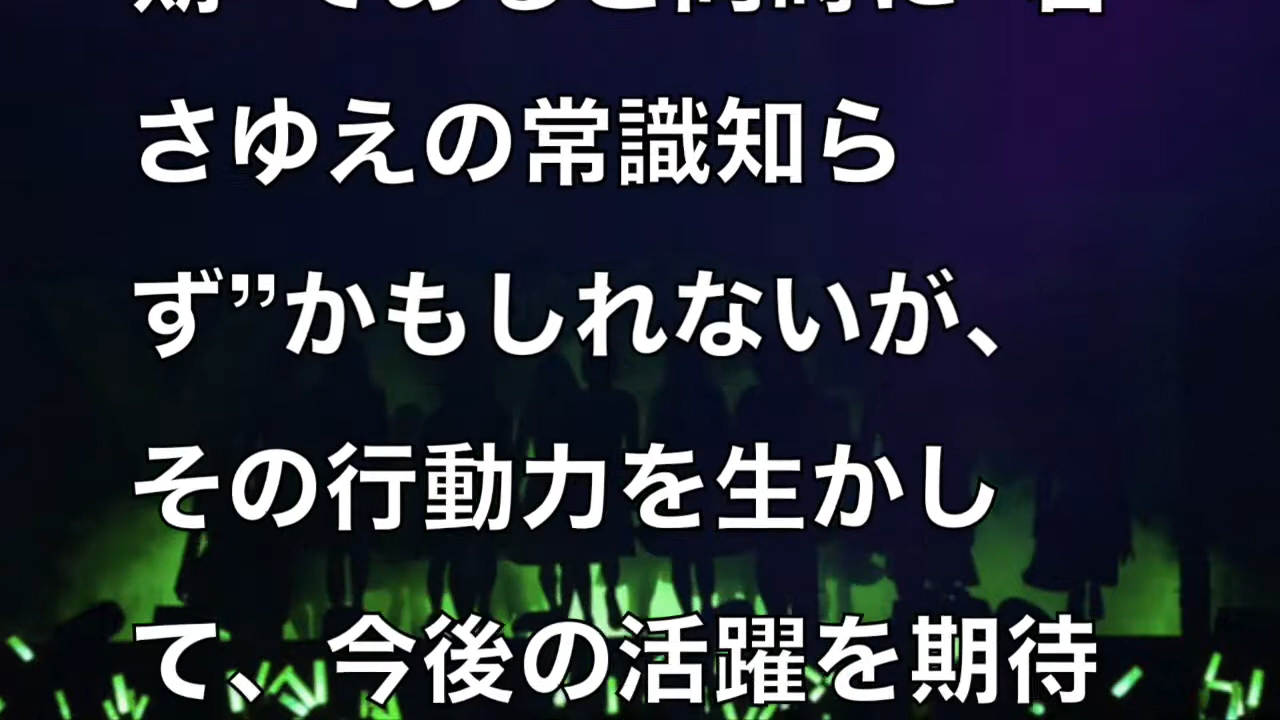 さゆえの常識知ら
ず”かもしれないが、
その行動力を生かし
て、今後の活躍を期待